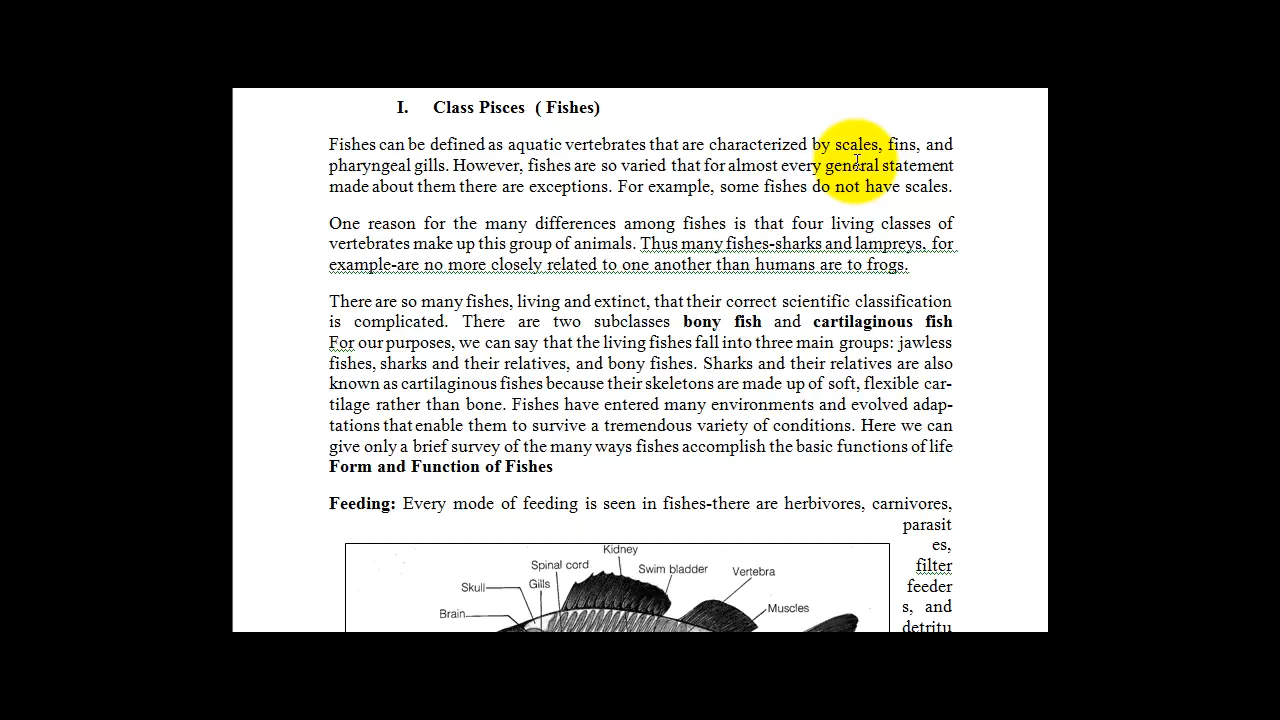 I. Class Pisces ( Fishes)
Fishes can be defined as aquatic vertebrates that are characterized by scales, fins, and
pharyngeal gills. However, fishes are so varied that for almost every general statement
made about them there are exceptions. For example, some fishes do not have scales.
One reason for the many differences among fishes is that four living classes of
vertebrates make up this group of animals. Thus many fishes-sharks and lampreys, for
example-are no more closely related to one another than humans are to frogs.
There are so many fishes, living and extinct, that their correct scientific classification
is complicated. There are two subclasses bony fish and cartilaginous fish
For our purposes, we can say that the living fishes fall into three main groups: jawless
fishes, sharks and their relatives, and bony fishes. Sharks and their relatives are also
known as cartilaginous fishes because their skeletons are made up of soft, flexible car-
tilage rather than bone. Fishes have entered many environments and evolved adap-
tations that enable them to survive a tremendous variety of conditions. Here we can
give only a brief survey of the many ways fishes accomplish the basic functions of life
Form and Function of Fishes
Feeding: Every mode of feeding is seen in fishes-there are herbivores, carnivores,
parasit
es,
filter
feeder
s, and
detritu
Kidney
Spinal cord
Swim bladder
Vertebra
Skull
Gills
Muscles
Brain